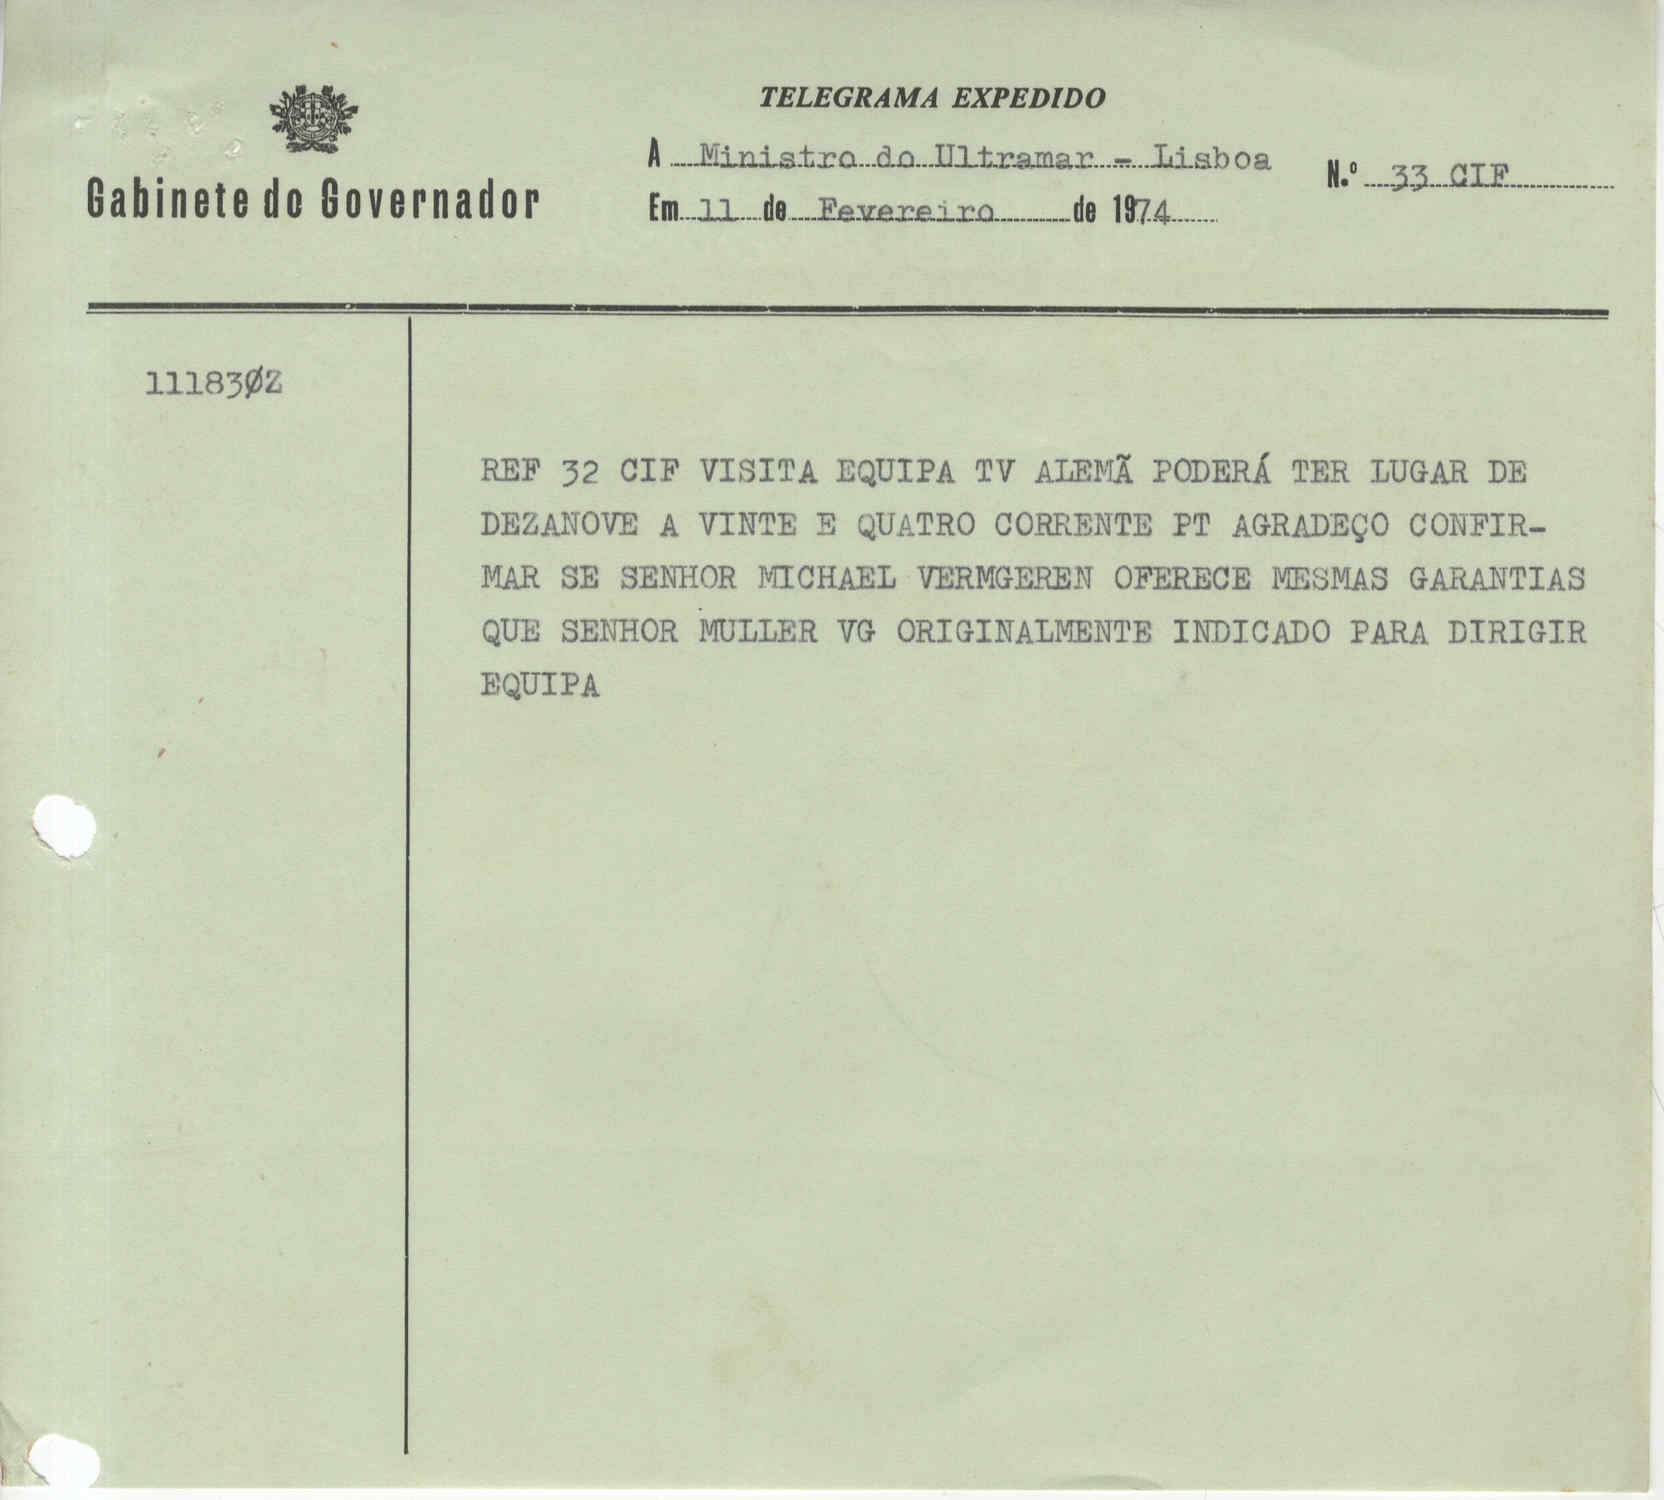 TELEGRAMA EXPEDIDO
A Ministro do Ultramar - Lisboa
N.º 33 CIF
Gabinete do Governador
Em 11 de Fevereiro de 1974
111830Z
REF 32 CIF VISITA EQUIPA TV ALEMÃ PODERÁ TER LUGAR DE
DEZANOVE A VINTE E QUATRO CORRENTE PT AGRADEÇO CONFIR-
MAR SE SENHOR MICHAEL VERMGEREN OFERECE MESMAS GARANTIAS
QUE SENHOR MULLER VG ORIGINALMENTE INDICADO PARA DIRIGIR
EQUIPA